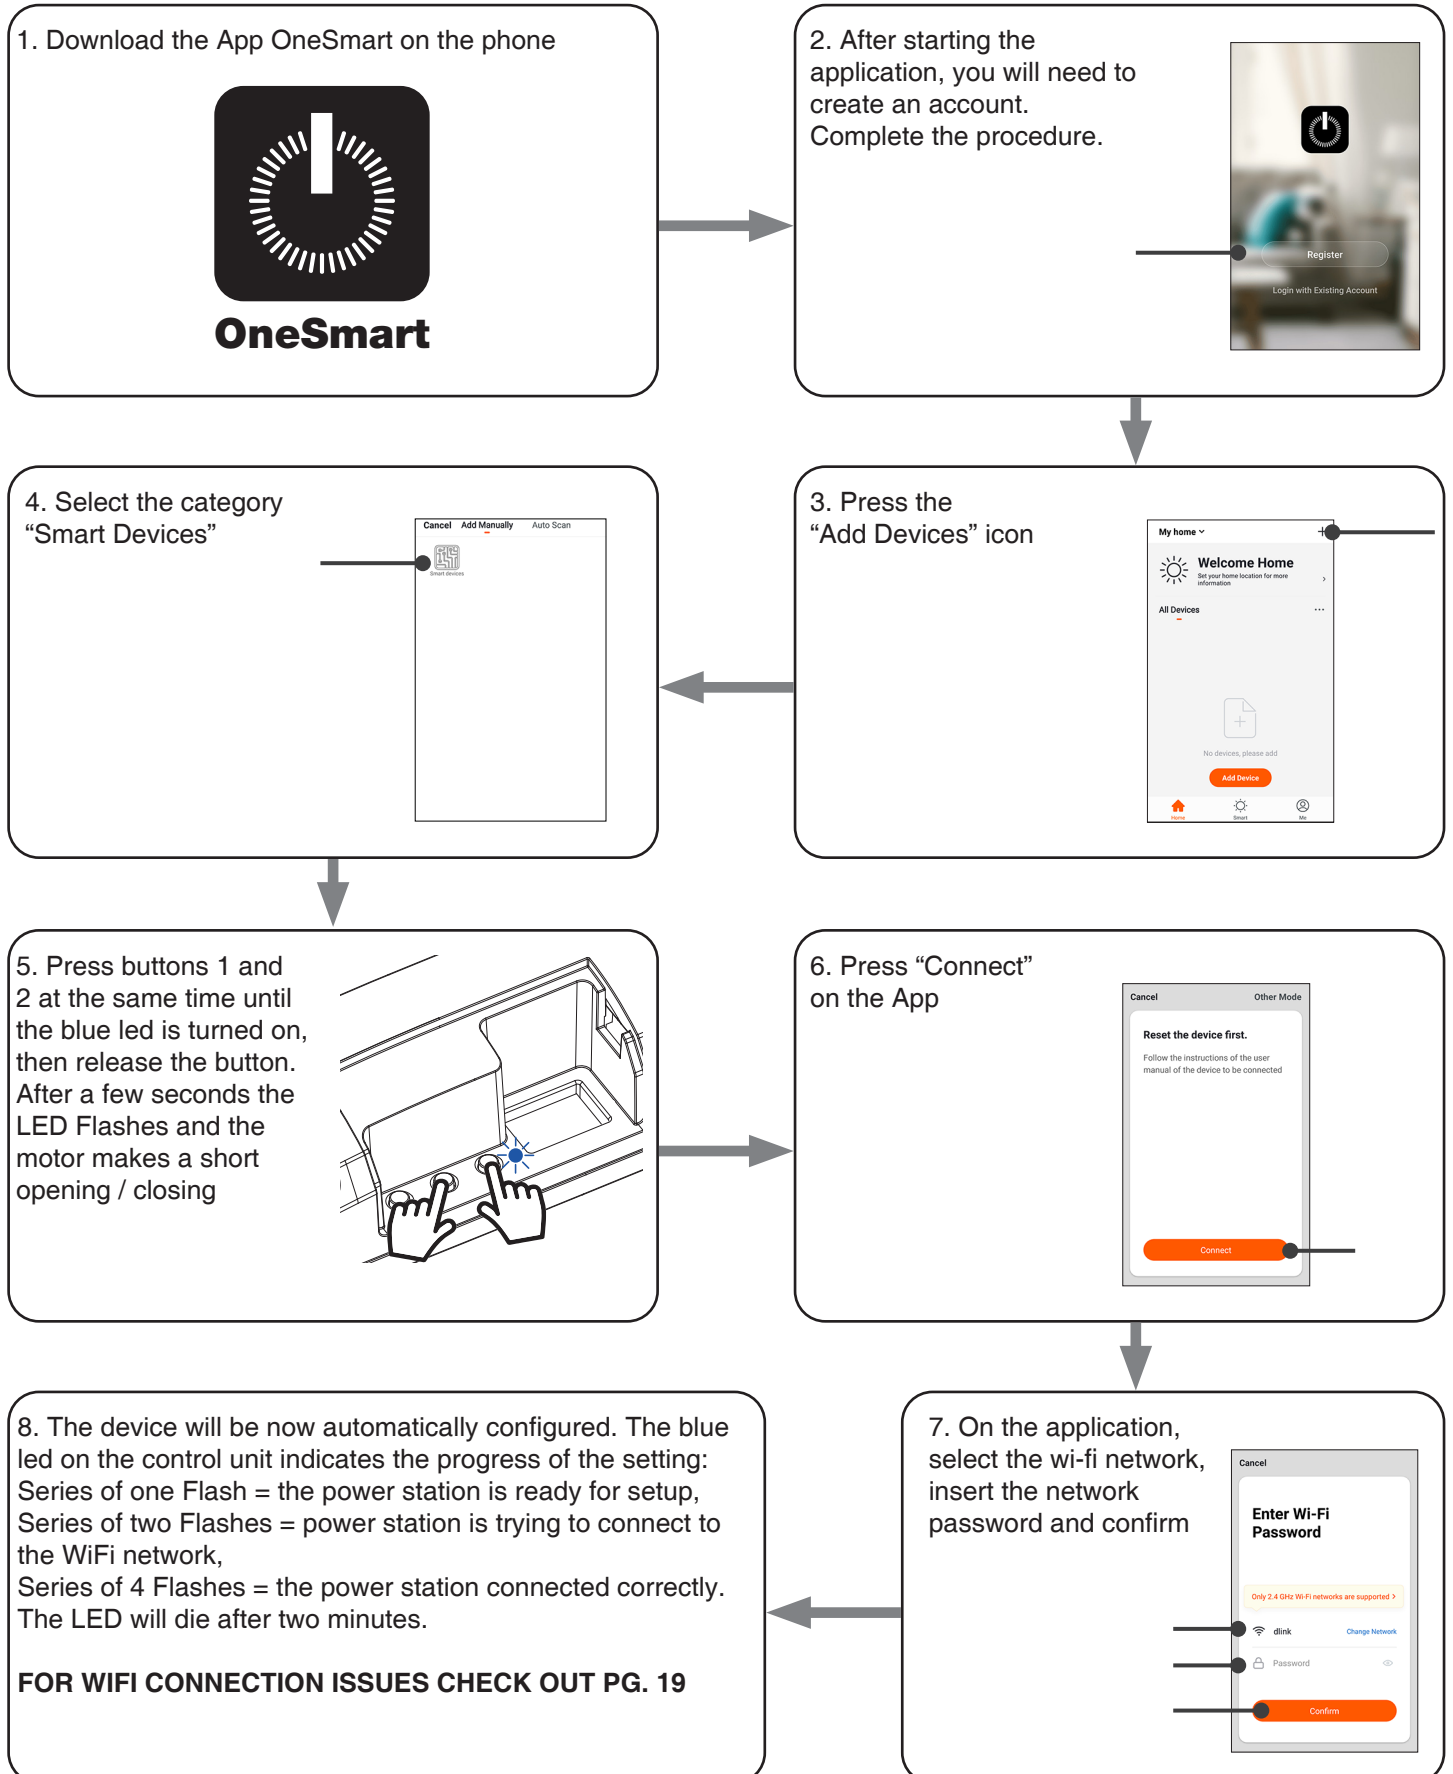 1. Download the App OneSmart on the phone
OneSmart
2. After starting the
application, you will need to
create an account.
Complete the procedure.
Register
Login with Existing Account
3. Press the
“Add Devices” icon
My home
Welcome Home
Set your home location for more
information
All Devices
No devices, please add
Add Device
Home
Smart
Me
4. Select the category
“Smart Devices”
Cancel Add Manually Auto Scan
Smart devices
5. Press buttons 1 and
2 at the same time until
the blue led is turned on,
then release the button.
After a few seconds the
LED Flashes and the
motor makes a short
opening / closing
6. Press “Connect”
on the App
Cancel Other Mode
Reset the device first.
Follow the instructions of the user
manual of the device to be connected
Connect
7. On the application,
select the wi-fi network,
insert the network
password and confirm
Cancel
Enter Wi-Fi
Password
Only 2.4 GHz Wi-Fi networks are supported >
dlink Change Network
Password
Confirm
8. The device will be now automatically configured. The blue
led on the control unit indicates the progress of the setting:
Series of one Flash = the power station is ready for setup,
Series of two Flashes = power station is trying to connect to
the WiFi network,
Series of 4 Flashes = the power station connected correctly.
The LED will die after two minutes.
FOR WIFI CONNECTION ISSUES CHECK OUT PG. 19